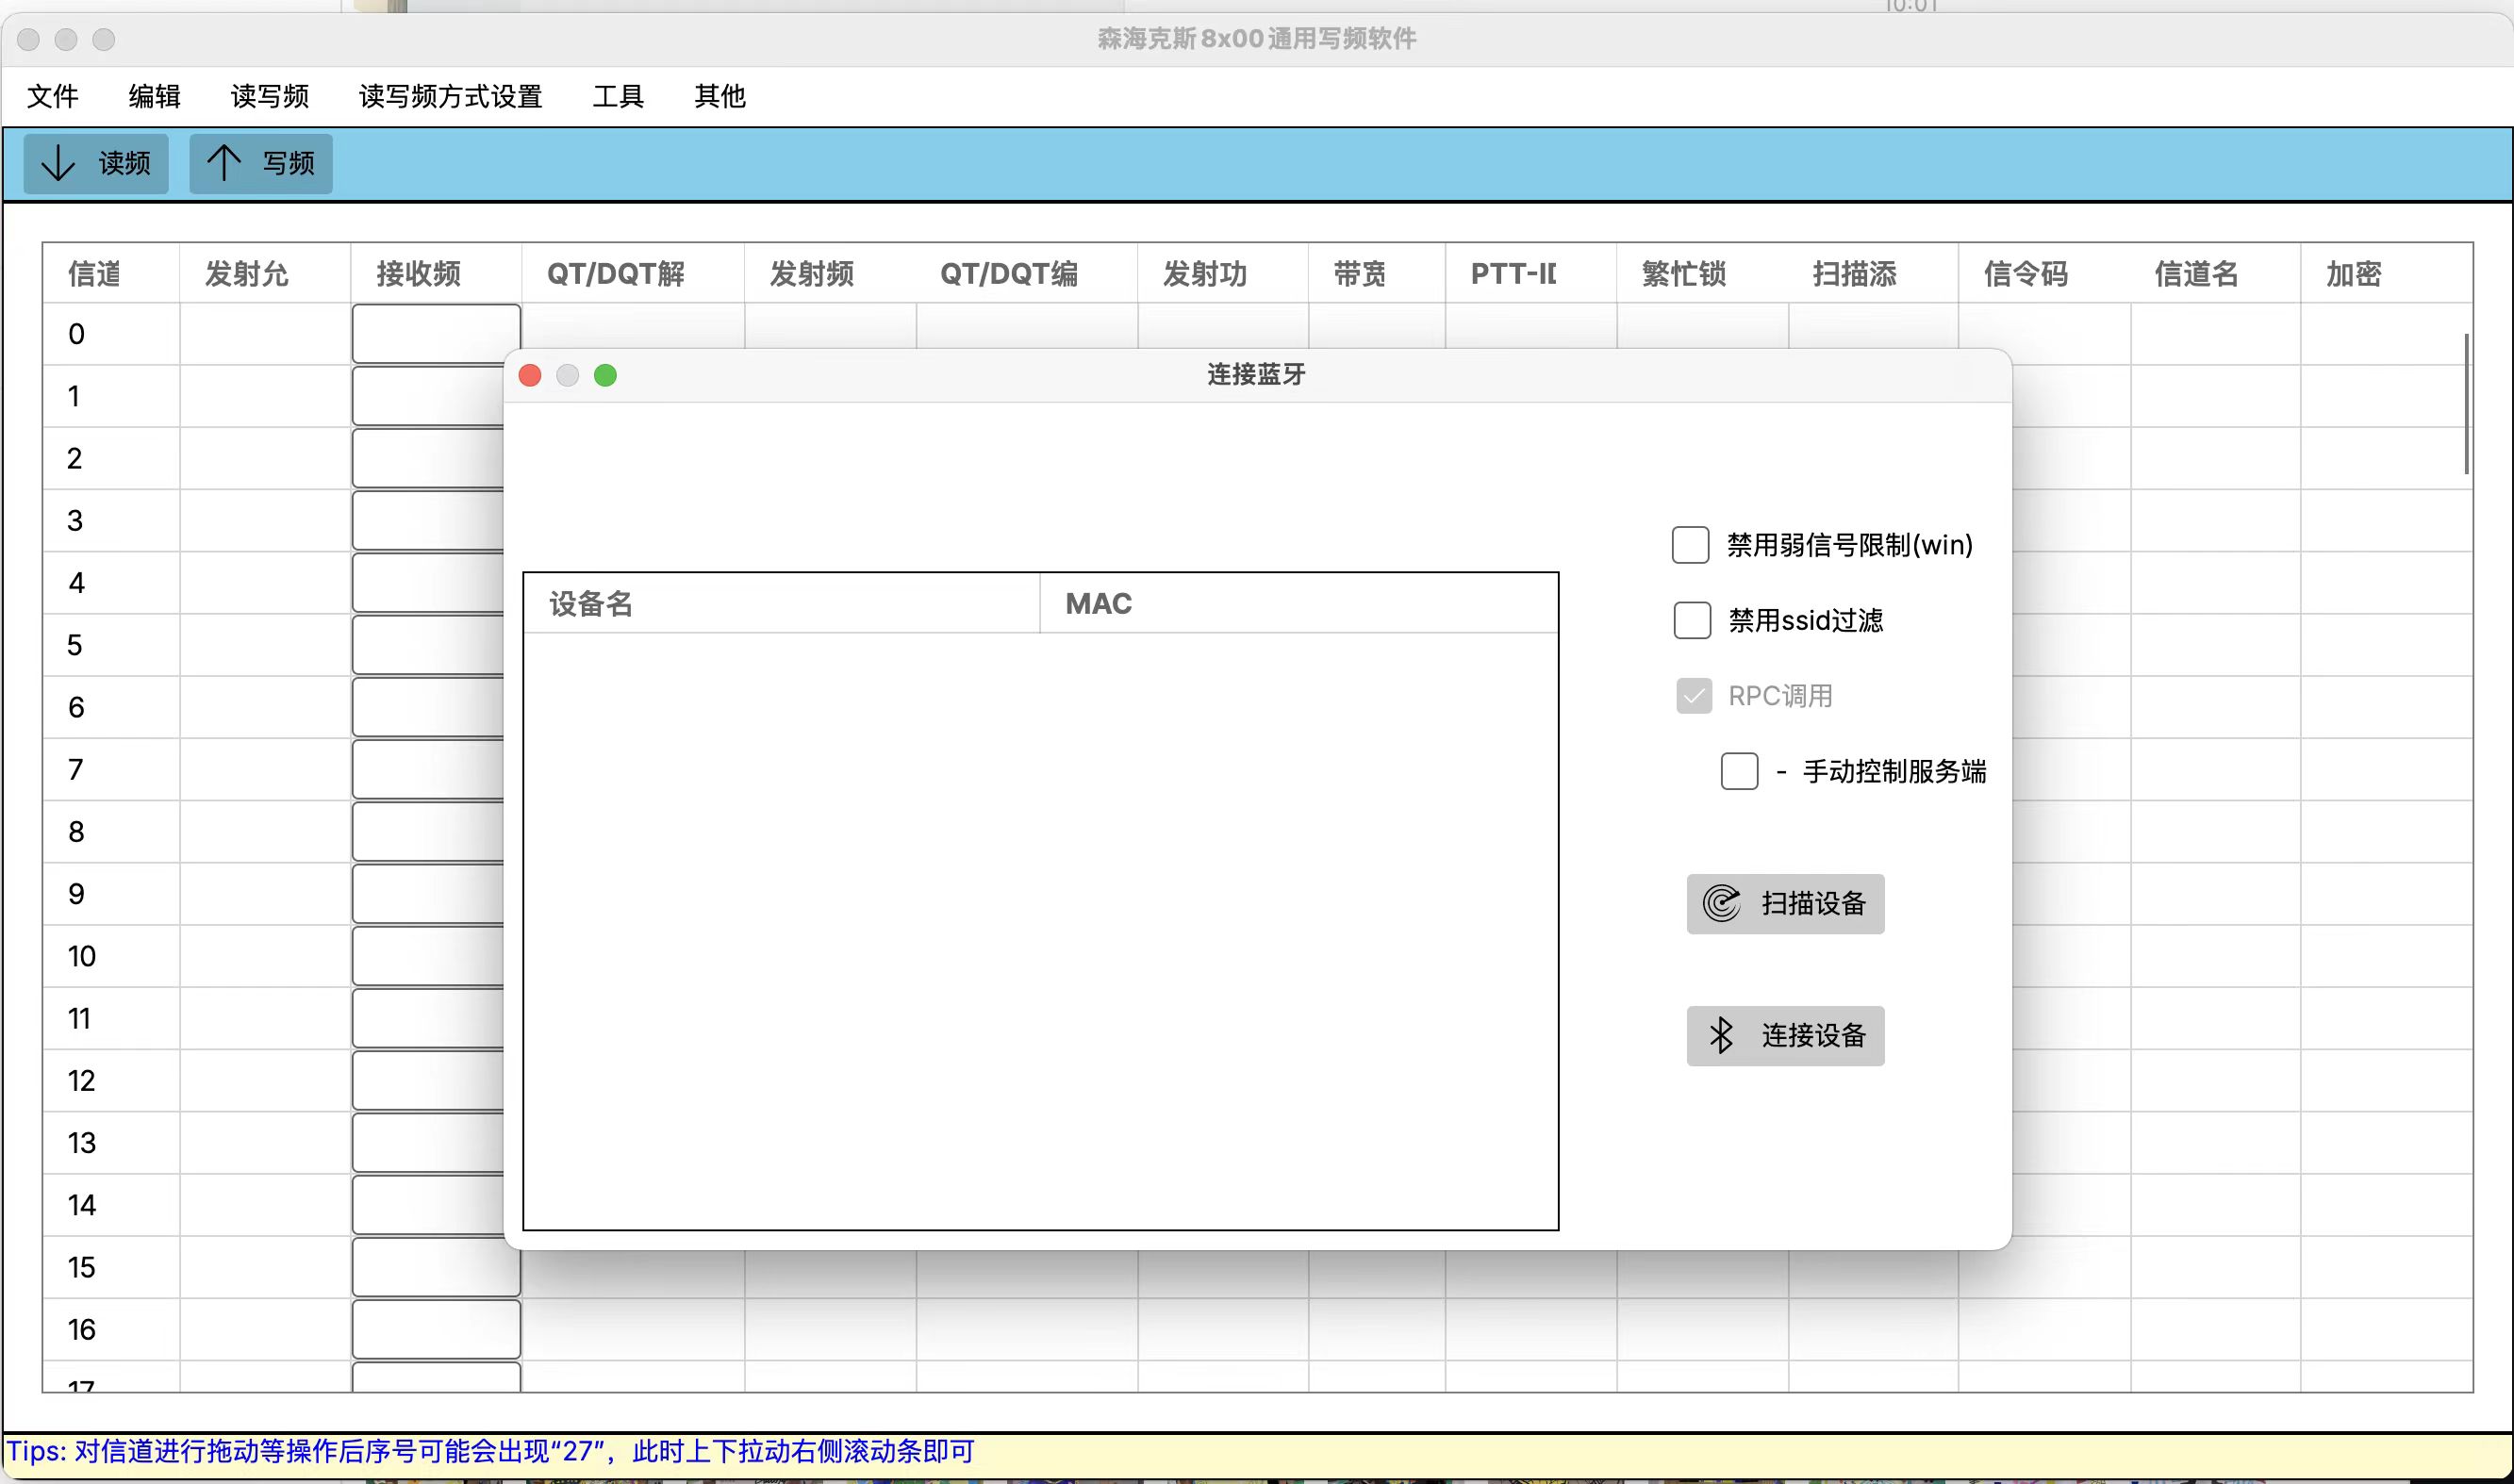 10:01
森海克斯8x00通用写频软件
文件 编辑 读写频 读写频方式设置 工具 其他
读频 写频
信道 发射允 接收频 QT/DQT解 发射频 QT/DQT编 发射功 带宽 PTT-ID 繁忙锁 扫描添 信令码 信道名 加密
0
1
2
3
4
5
6
7
8
9
10
11
12
13
14
15
16
17
连接蓝牙
设备名 MAC
禁用弱信号限制(win)
禁用ssid过滤
RPC调用
- 手动控制服务端
扫描设备
连接设备
Tips: 对信道进行拖动等操作后序号可能会出现“27”，此时上下拉动右侧滚动条即可